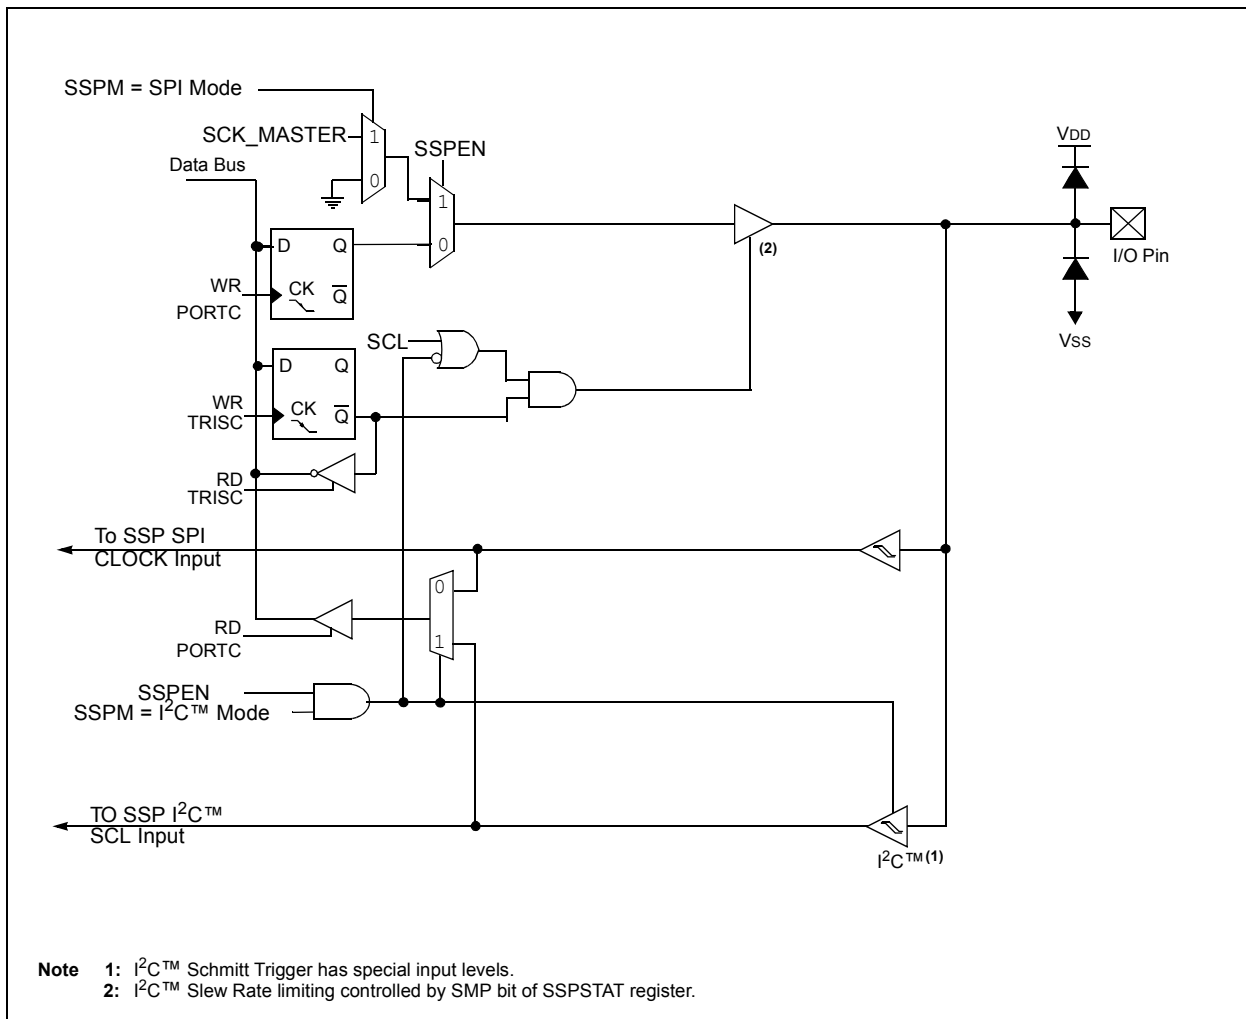 SSPM = SPI Mode
SCK_MASTER
1
0
SSPEN
1
0
Data Bus
D
Q
CK
Q̅
WR
PORTC
VDD
I/O Pin
VSS
(2)
SCL
D
Q
CK
Q̅
WR
TRISC
RD
TRISC
To SSP SPI
CLOCK Input
0
1
RD
PORTC
SSPEN
SSPM = I²C™ Mode
TO SSP I²C™
SCL Input
I²C™(1)
Note 1: I²C™ Schmitt Trigger has special input levels.
2: I²C™ Slew Rate limiting controlled by SMP bit of SSPSTAT register.